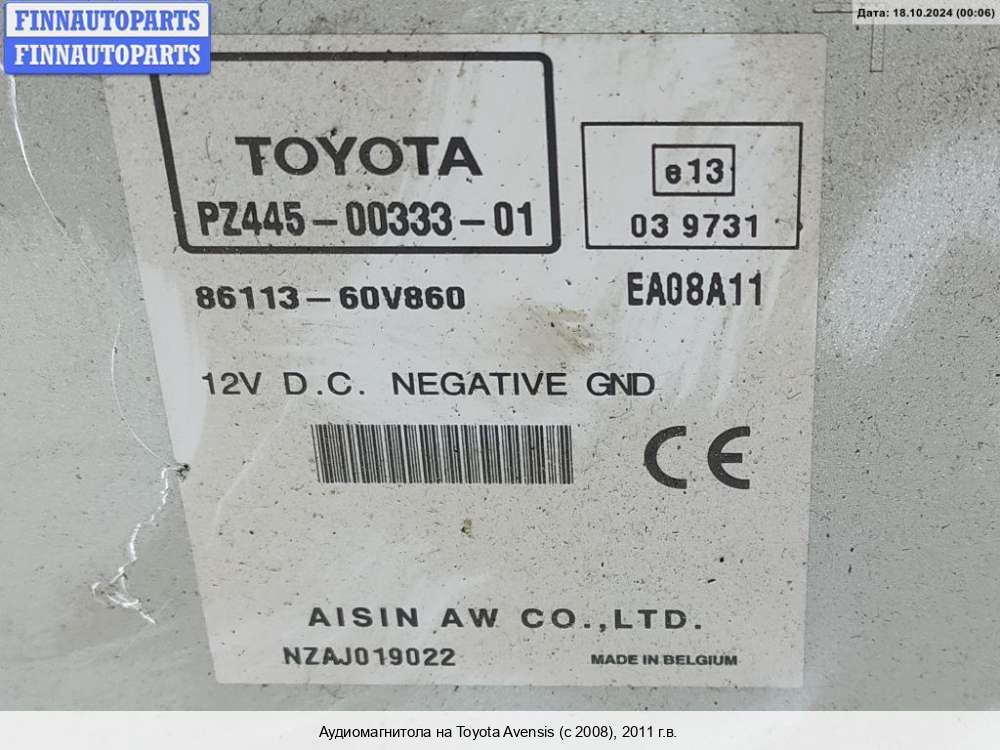 FINNAUTOPARTS
FINNAUTOPARTS
Дата: 18.10.2024 (00:06)
TOYOTA
PZ445-00333-01
e13
03 9731
86113-60V860
EA08A11
12V D.C. NEGATIVE GND
CE
AISIN AW CO.,LTD.
NZAJ019022
MADE IN BELGIUM
Аудиомагнитола на Toyota Avensis (с 2008), 2011 г.в.